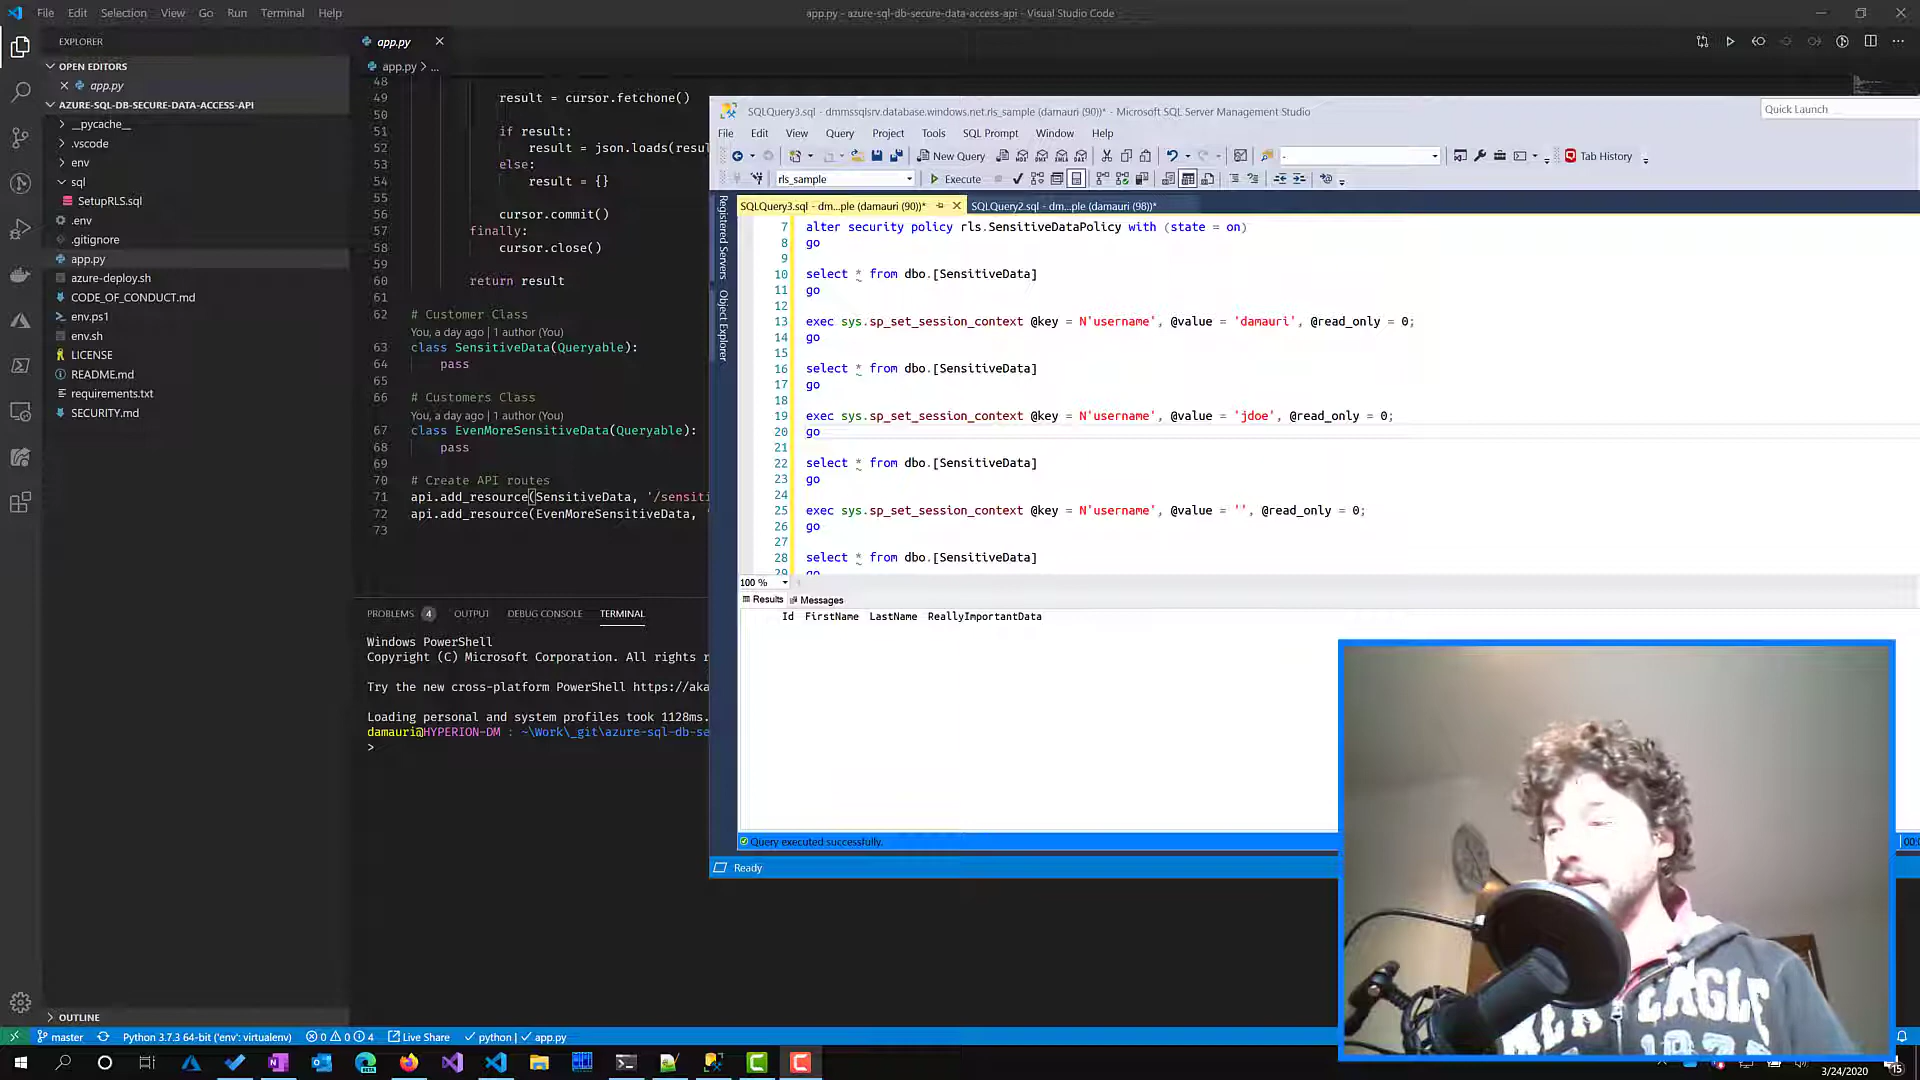 File Edit Selection View Go Run Terminal Help
app.py - azure-sql-db-secure-data-access-api - Visual Studio Code
EXPLORER
OPEN EDITORS
app.py
AZURE-SQL-DB-SECURE-DATA-ACCESS-API
__pycache__
.vscode
env
sql
SetupRLS.sql
.env
.gitignore
app.py
azure-deploy.sh
CODE_OF_CONDUCT.md
env.ps1
env.sh
LICENSE
README.md
requirements.txt
SECURITY.md
OUTLINE
app.py
app.py > ...
48
49 result = cursor.fetchone()
50
51 if result:
52 result = json.loads(resul
53 else:
54 result = {}
55
56 cursor.commit()
57 finally:
58 cursor.close()
59
60 return result
61
62 # Customer Class
You, a day ago | 1 author (You)
63 class SensitiveData(Queryable):
64 pass
65
66 # Customers Class
You, a day ago | 1 author (You)
67 class EvenMoreSensitiveData(Queryable):
68 pass
69
70 # Create API routes
71 api.add_resource(SensitiveData, '/sensiti
72 api.add_resource(EvenMoreSensitiveData, '
73
PROBLEMS 4 OUTPUT DEBUG CONSOLE TERMINAL
Windows PowerShell
Copyright (C) Microsoft Corporation. All rights r
Try the new cross-platform PowerShell https://aka
Loading personal and system profiles took 1128ms.
damauri@HYPERION-DM : ~\Work\_git\azure-sql-db-se
>
SQLQuery3.sql - dmmssqlsrv.database.windows.net.rls_sample (damauri (90))* - Microsoft SQL Server Management Studio
Quick Launch
File Edit View Query Project Tools SQL Prompt Window Help
New Query
Tab History
rls_sample
Execute
Registered Servers
Object Explorer
SQLQuery3.sql - dm...ple (damauri (90))*
SQLQuery2.sql - dm...ple (damauri (98))*
7 alter security policy rls.SensitiveDataPolicy with (state = on)
8 go
9
10 select * from dbo.[SensitiveData]
11 go
12
13 exec sys.sp_set_session_context @key = N'username', @value = 'damauri', @read_only = 0;
14 go
15
16 select * from dbo.[SensitiveData]
17 go
18
19 exec sys.sp_set_session_context @key = N'username', @value = 'jdoe', @read_only = 0;
20 go
21
22 select * from dbo.[SensitiveData]
23 go
24
25 exec sys.sp_set_session_context @key = N'username', @value = '', @read_only = 0;
26 go
27
28 select * from dbo.[SensitiveData]
29 go
100 %
Results Messages
Id FirstName LastName ReallyImportantData
Query executed successfully.
00:0
Ready
master
Python 3.7.3 64-bit ('env': virtualenv)
0 0 4
Live Share
python
app.py
3/24/2020
15